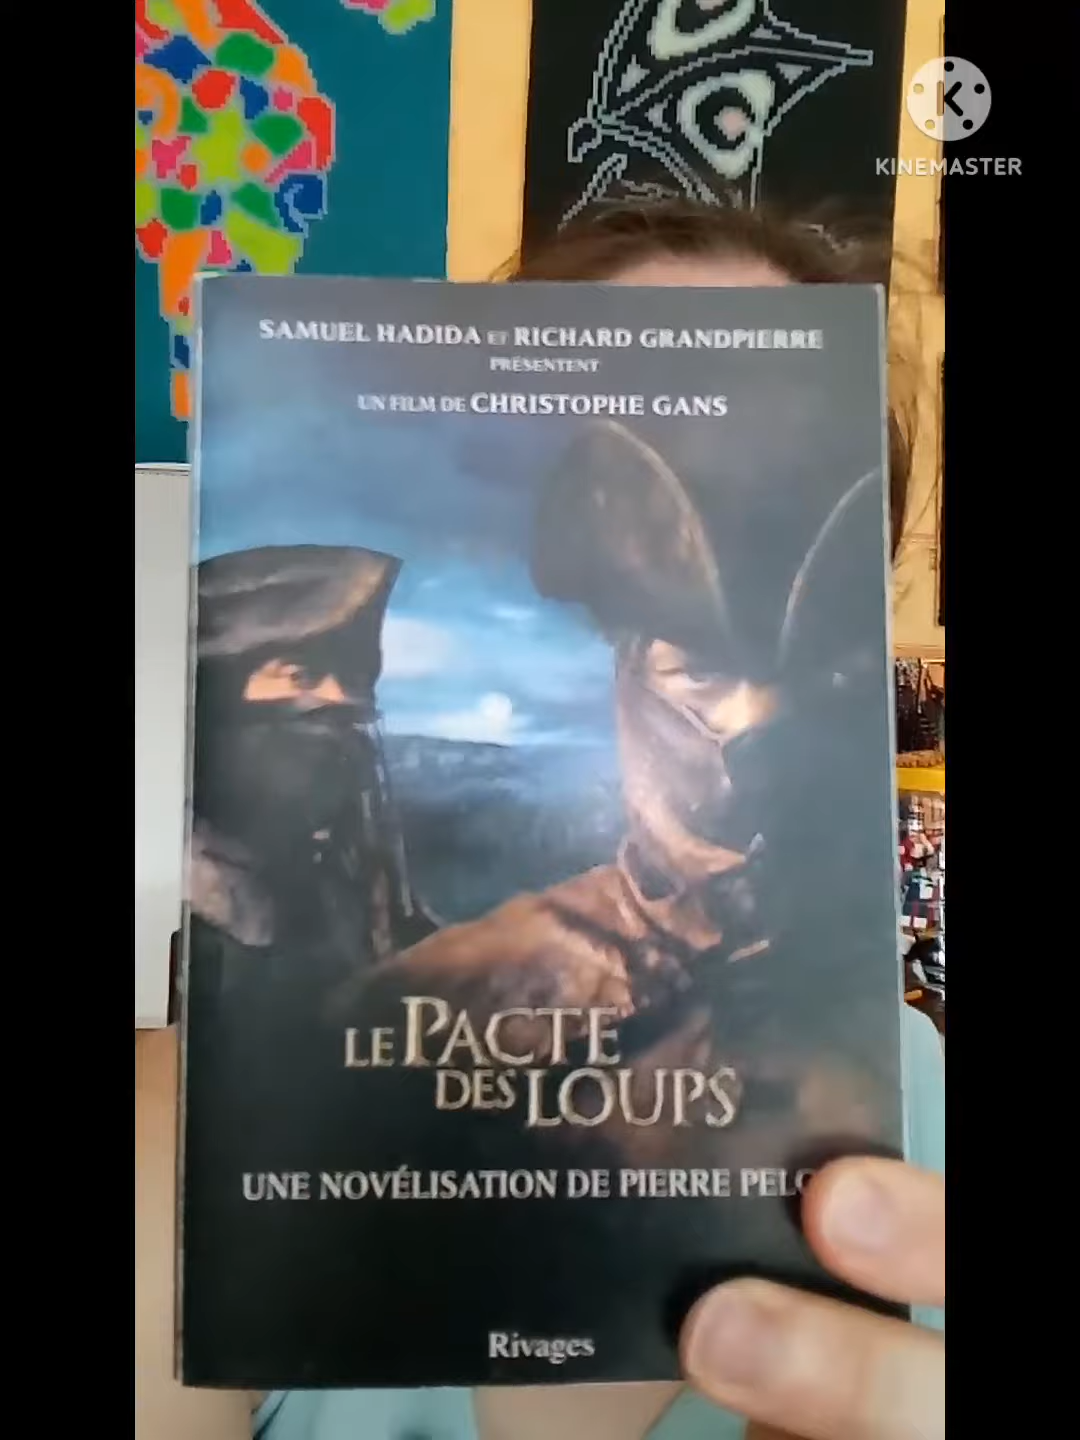 KINEMASTER
SAMUEL HADIDA ET RICHARD GRANDPIERRE
PRÉSENTENT
UN FILM DE CHRISTOPHE GANS
LE PACTE
DES LOUPS
UNE NOVÉLISATION DE PIERRE PELO
Rivages